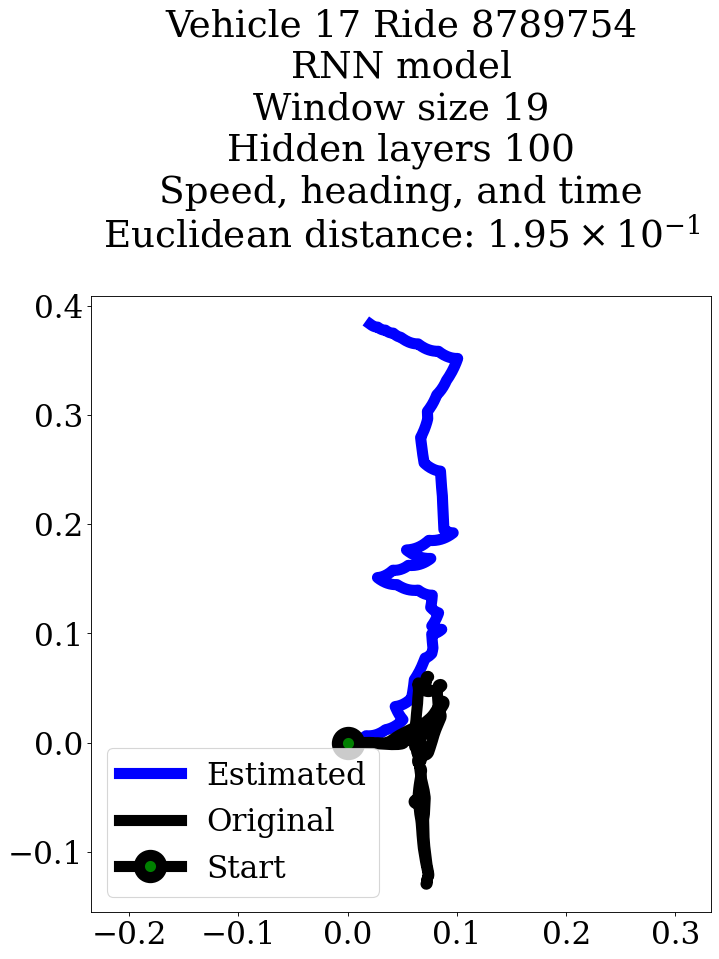 Vehicle 17 Ride 8789754
RNN model
Window size 19
Hidden layers 100
Speed, heading, and time
Euclidean distance: 1.95 × 10⁻¹
0.4
0.3
0.2
0.1
0.0
−0.1
Estimated
Original
Start
−0.2 −0.1 0.0 0.1 0.2 0.3